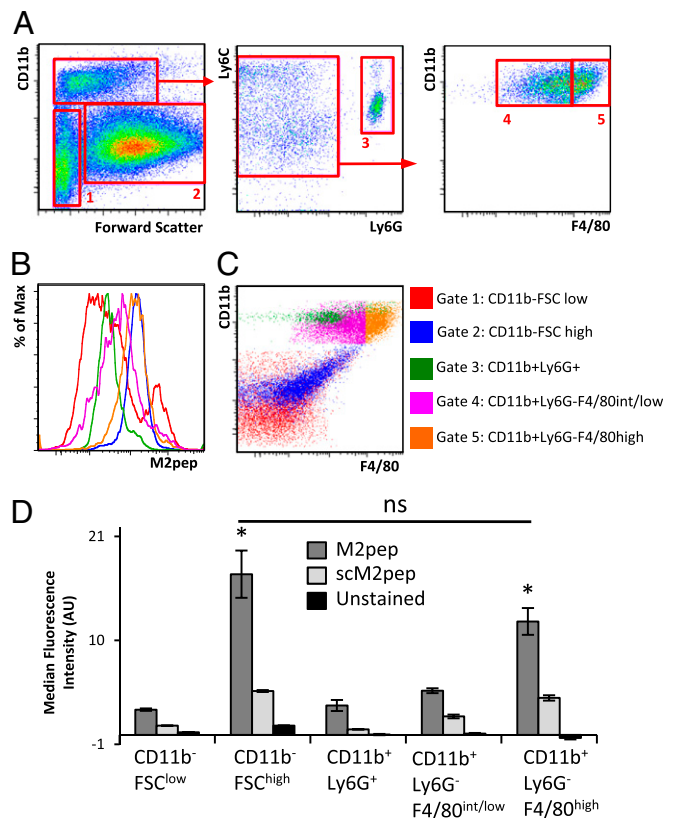 A
CD11b
Forward Scatter
1
2
Ly6C
Ly6G
3
CD11b
F4/80
4
5
B
% of Max
M2pep
C
CD11b
F4/80
Gate 1: CD11b-FSC low
Gate 2: CD11b-FSC high
Gate 3: CD11b+Ly6G+
Gate 4: CD11b+Ly6G-F4/80int/low
Gate 5: CD11b+Ly6G-F4/80high
D
Median Fluorescence
Intensity (AU)
21
10
-1
ns
*
*
M2pep
scM2pep
Unstained
CD11b-
FSClow
CD11b-
FSChigh
CD11b+
Ly6G+
CD11b+
Ly6G-
F4/80int/low
CD11b+
Ly6G-
F4/80high